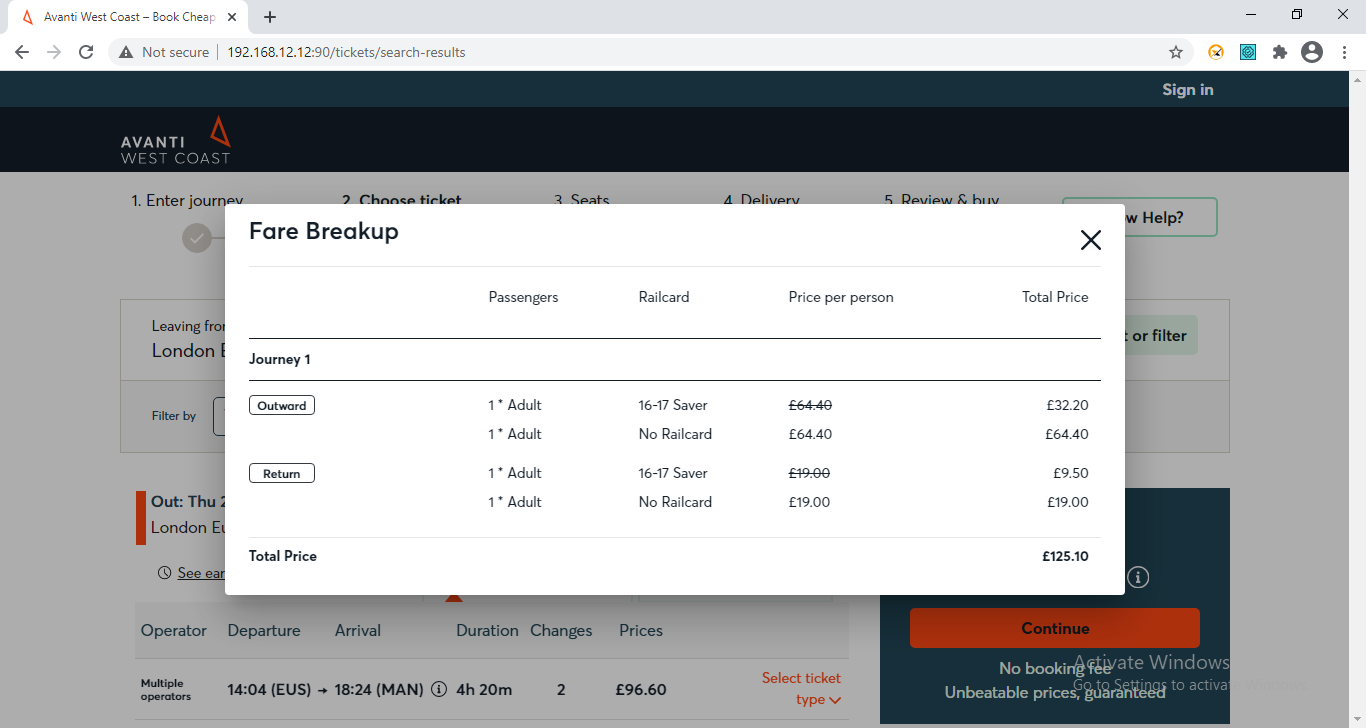 Avanti West Coast – Book Cheap
Not secure
192.168.12.12:90/tickets/search-results
Sign in
AVANTI
WEST COAST
1. Enter journey
2. Choose ticket
3. Seats
4. Delivery
5. Review & buy
w Help?
Fare Breakup
Passengers Railcard Price per person Total Price
Journey 1
Outward 1 * Adult 16-17 Saver £64.40 £32.20
1 * Adult No Railcard £64.40 £64.40
Return 1 * Adult 16-17 Saver £19.00 £9.50
1 * Adult No Railcard £19.00 £19.00
Total Price £125.10
Leaving from
London E
t or filter
Filter by
Out: Thu 2
London Eu
See ear
Operator Departure Arrival Duration Changes Prices
Multiple
operators
14:04 (EUS) → 18:24 (MAN) 4h 20m 2 £96.60
Select ticket
type
Continue
No booking fee
Unbeatable prices, guaranteed
Activate Windows
Go to Settings to activate Windows.